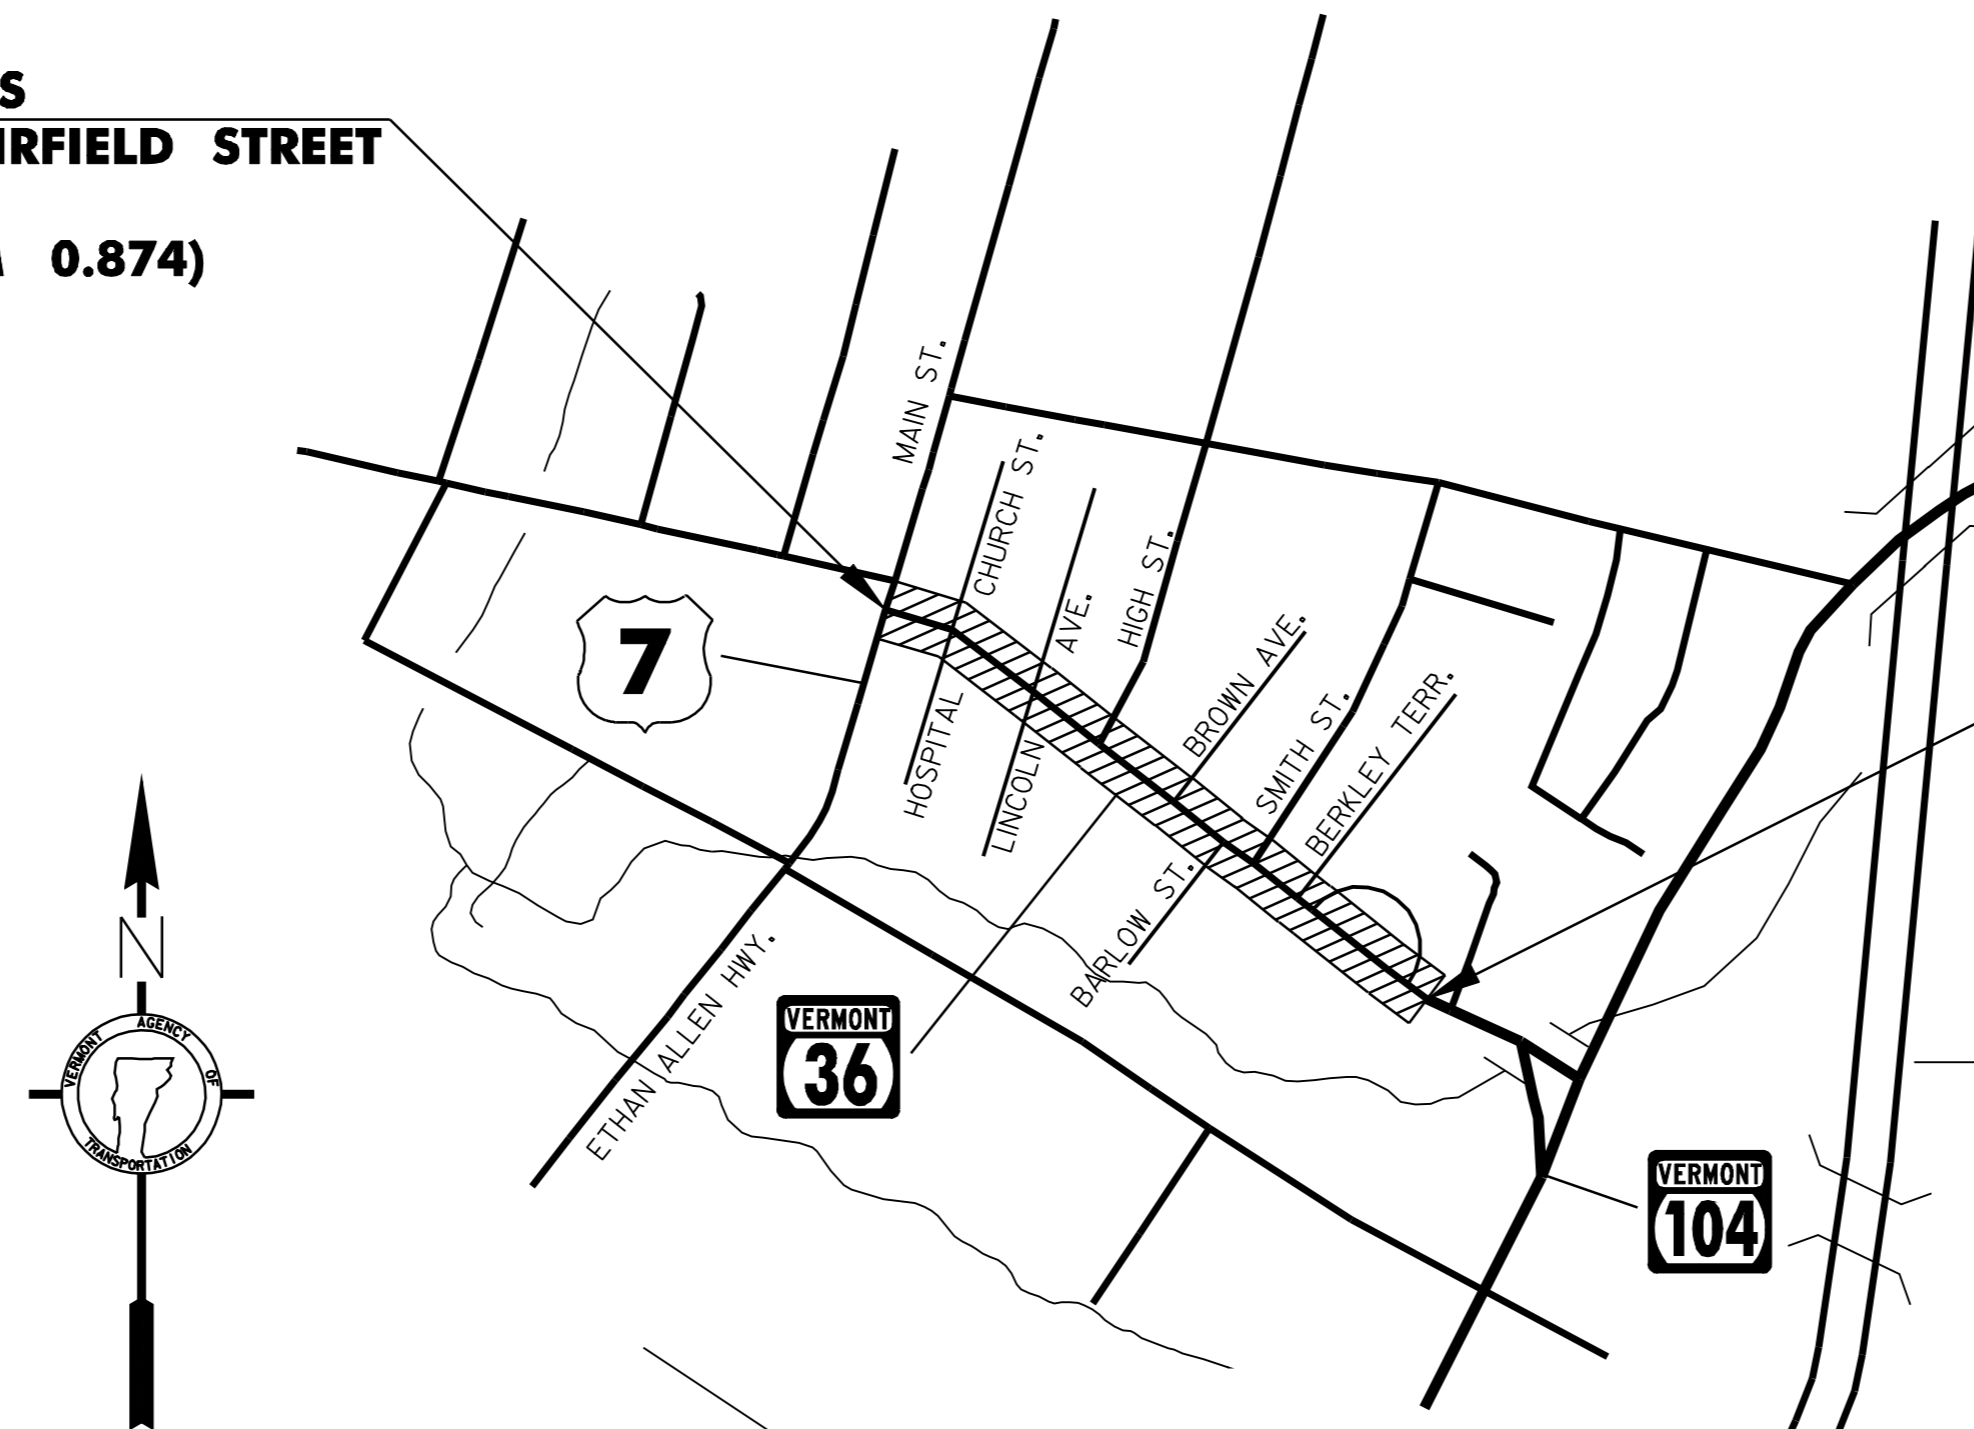 S
IRFIELD STREET
0.874)
MAIN ST.
CHURCH ST.
HOSPITAL
LINCOLN AVE.
HIGH ST.
BROWN AVE.
SMITH ST.
BERKLEY TERR.
BARLOW ST.
ETHAN ALLEN HWY.
7
VERMONT
36
VERMONT
104
N
VERMONT AGENCY OF TRANSPORTATION